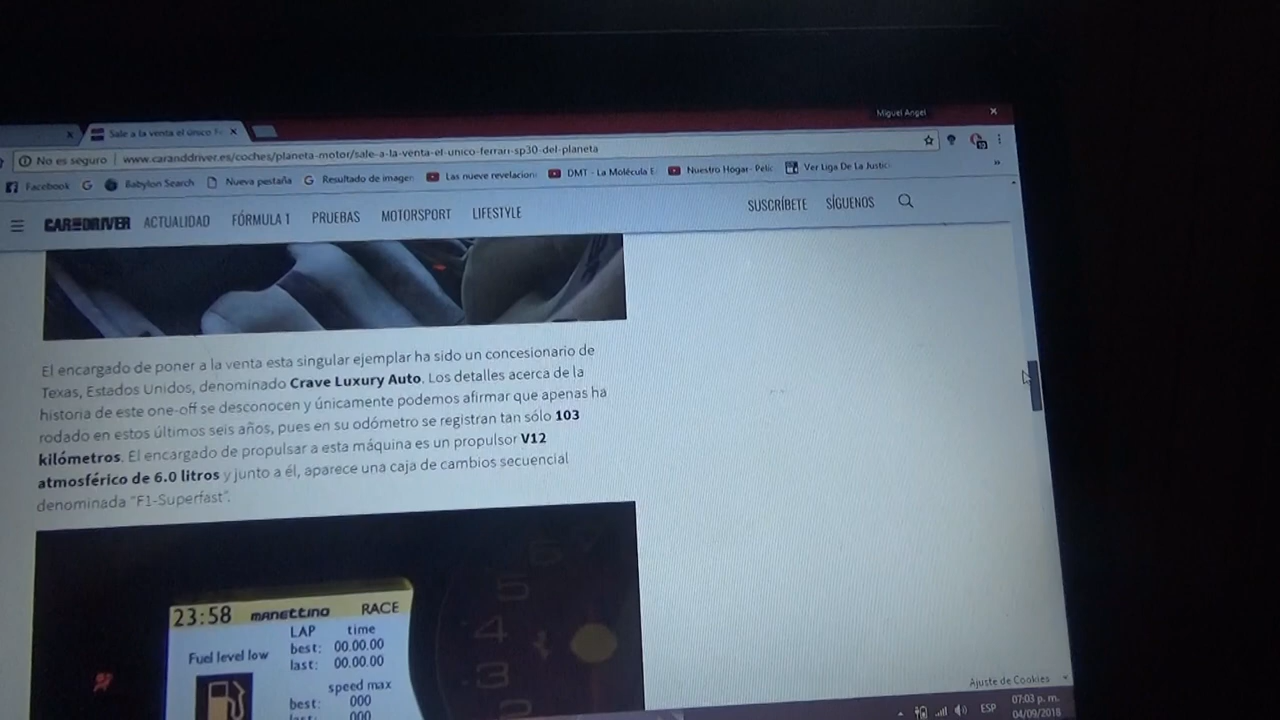 Miguel Angel
Sale a la venta el único Fe
No es seguro | www.caranddriver.es/coches/planeta-motor/sale-a-la-venta-el-unico-ferrari-sp30-del-planeta
Facebook Babylon Search Nueva pestaña Resultado de imagen Las nueve revelacion DMT - La Molécula E Nuestro Hogar- Pelic Ver Liga De La Justic
CAR AND DRIVER ACTUALIDAD FÓRMULA 1 PRUEBAS MOTORSPORT LIFESTYLE SUSCRÍBETE SÍGUENOS
El encargado de poner a la venta esta singular ejemplar ha sido un concesionario de
Texas, Estados Unidos, denominado Crave Luxury Auto. Los detalles acerca de la
historia de este one-off se desconocen y únicamente podemos afirmar que apenas ha
rodado en estos últimos seis años, pues en su odómetro se registran tan sólo 103
kilómetros. El encargado de propulsar a esta máquina es un propulsor V12
atmosférico de 6.0 litros y junto a él, aparece una caja de cambios secuencial
denominada “F1-Superfast”.
23:58 manettino RACE
LAP time
best: 00.00.00
last: 00.00.00
Fuel level low
speed max
best: 000
last: 000
5
4
3
2
Ajuste de Cookies
ESP
07:03 p. m.
04/09/2018